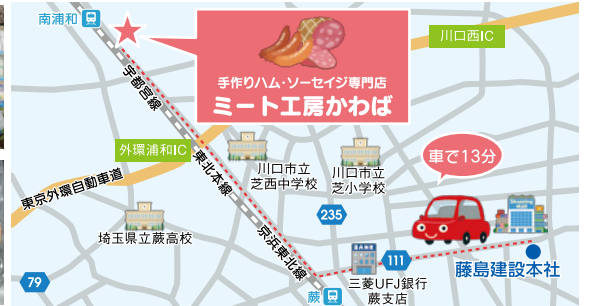 南浦和
川口西IC
手作りハム・ソーセイジ専門店
ミート工房かわば
宇都宮線
外環浦和IC
東北本線
川口市立
芝西中学校
川口市立
芝小学校
車で13分
東京外環自動車道
京浜東北線
235
埼玉県立蕨高校
Shopping
Mall
111
藤島建設本社
79
三菱UFJ銀行
蕨支店
蕨